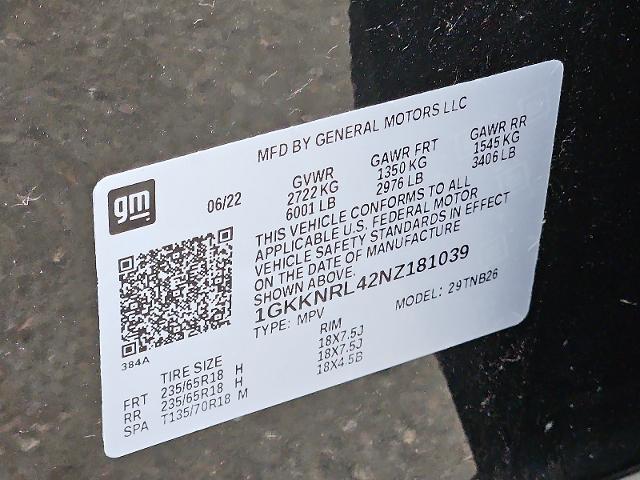 MFD BY GENERAL MOTORS LLC
gm
06/22
GVWR GAWR FRT GAWR RR
2722 KG 1350 KG 1545 KG
6001 LB 2976 LB 3406 LB
THIS VEHICLE CONFORMS TO ALL
APPLICABLE U.S. FEDERAL MOTOR
VEHICLE SAFETY STANDARDS IN EFFECT
ON THE DATE OF MANUFACTURE
SHOWN ABOVE.
1GKKNRL42NZ181039
TYPE: MPV MODEL: 29TNB26
384A
TIRE SIZE RIM
FRT 235/65R18 H 18X7.5J
RR 235/65R18 H 18X7.5J
SPA T135/70R18 M 18X4.5B